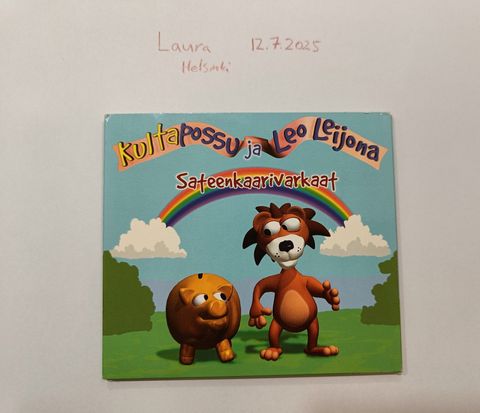 Laura 12.7.2025
Helsinki
Kultapossu ja Leo Leijona
Sateenkaarivarkaat